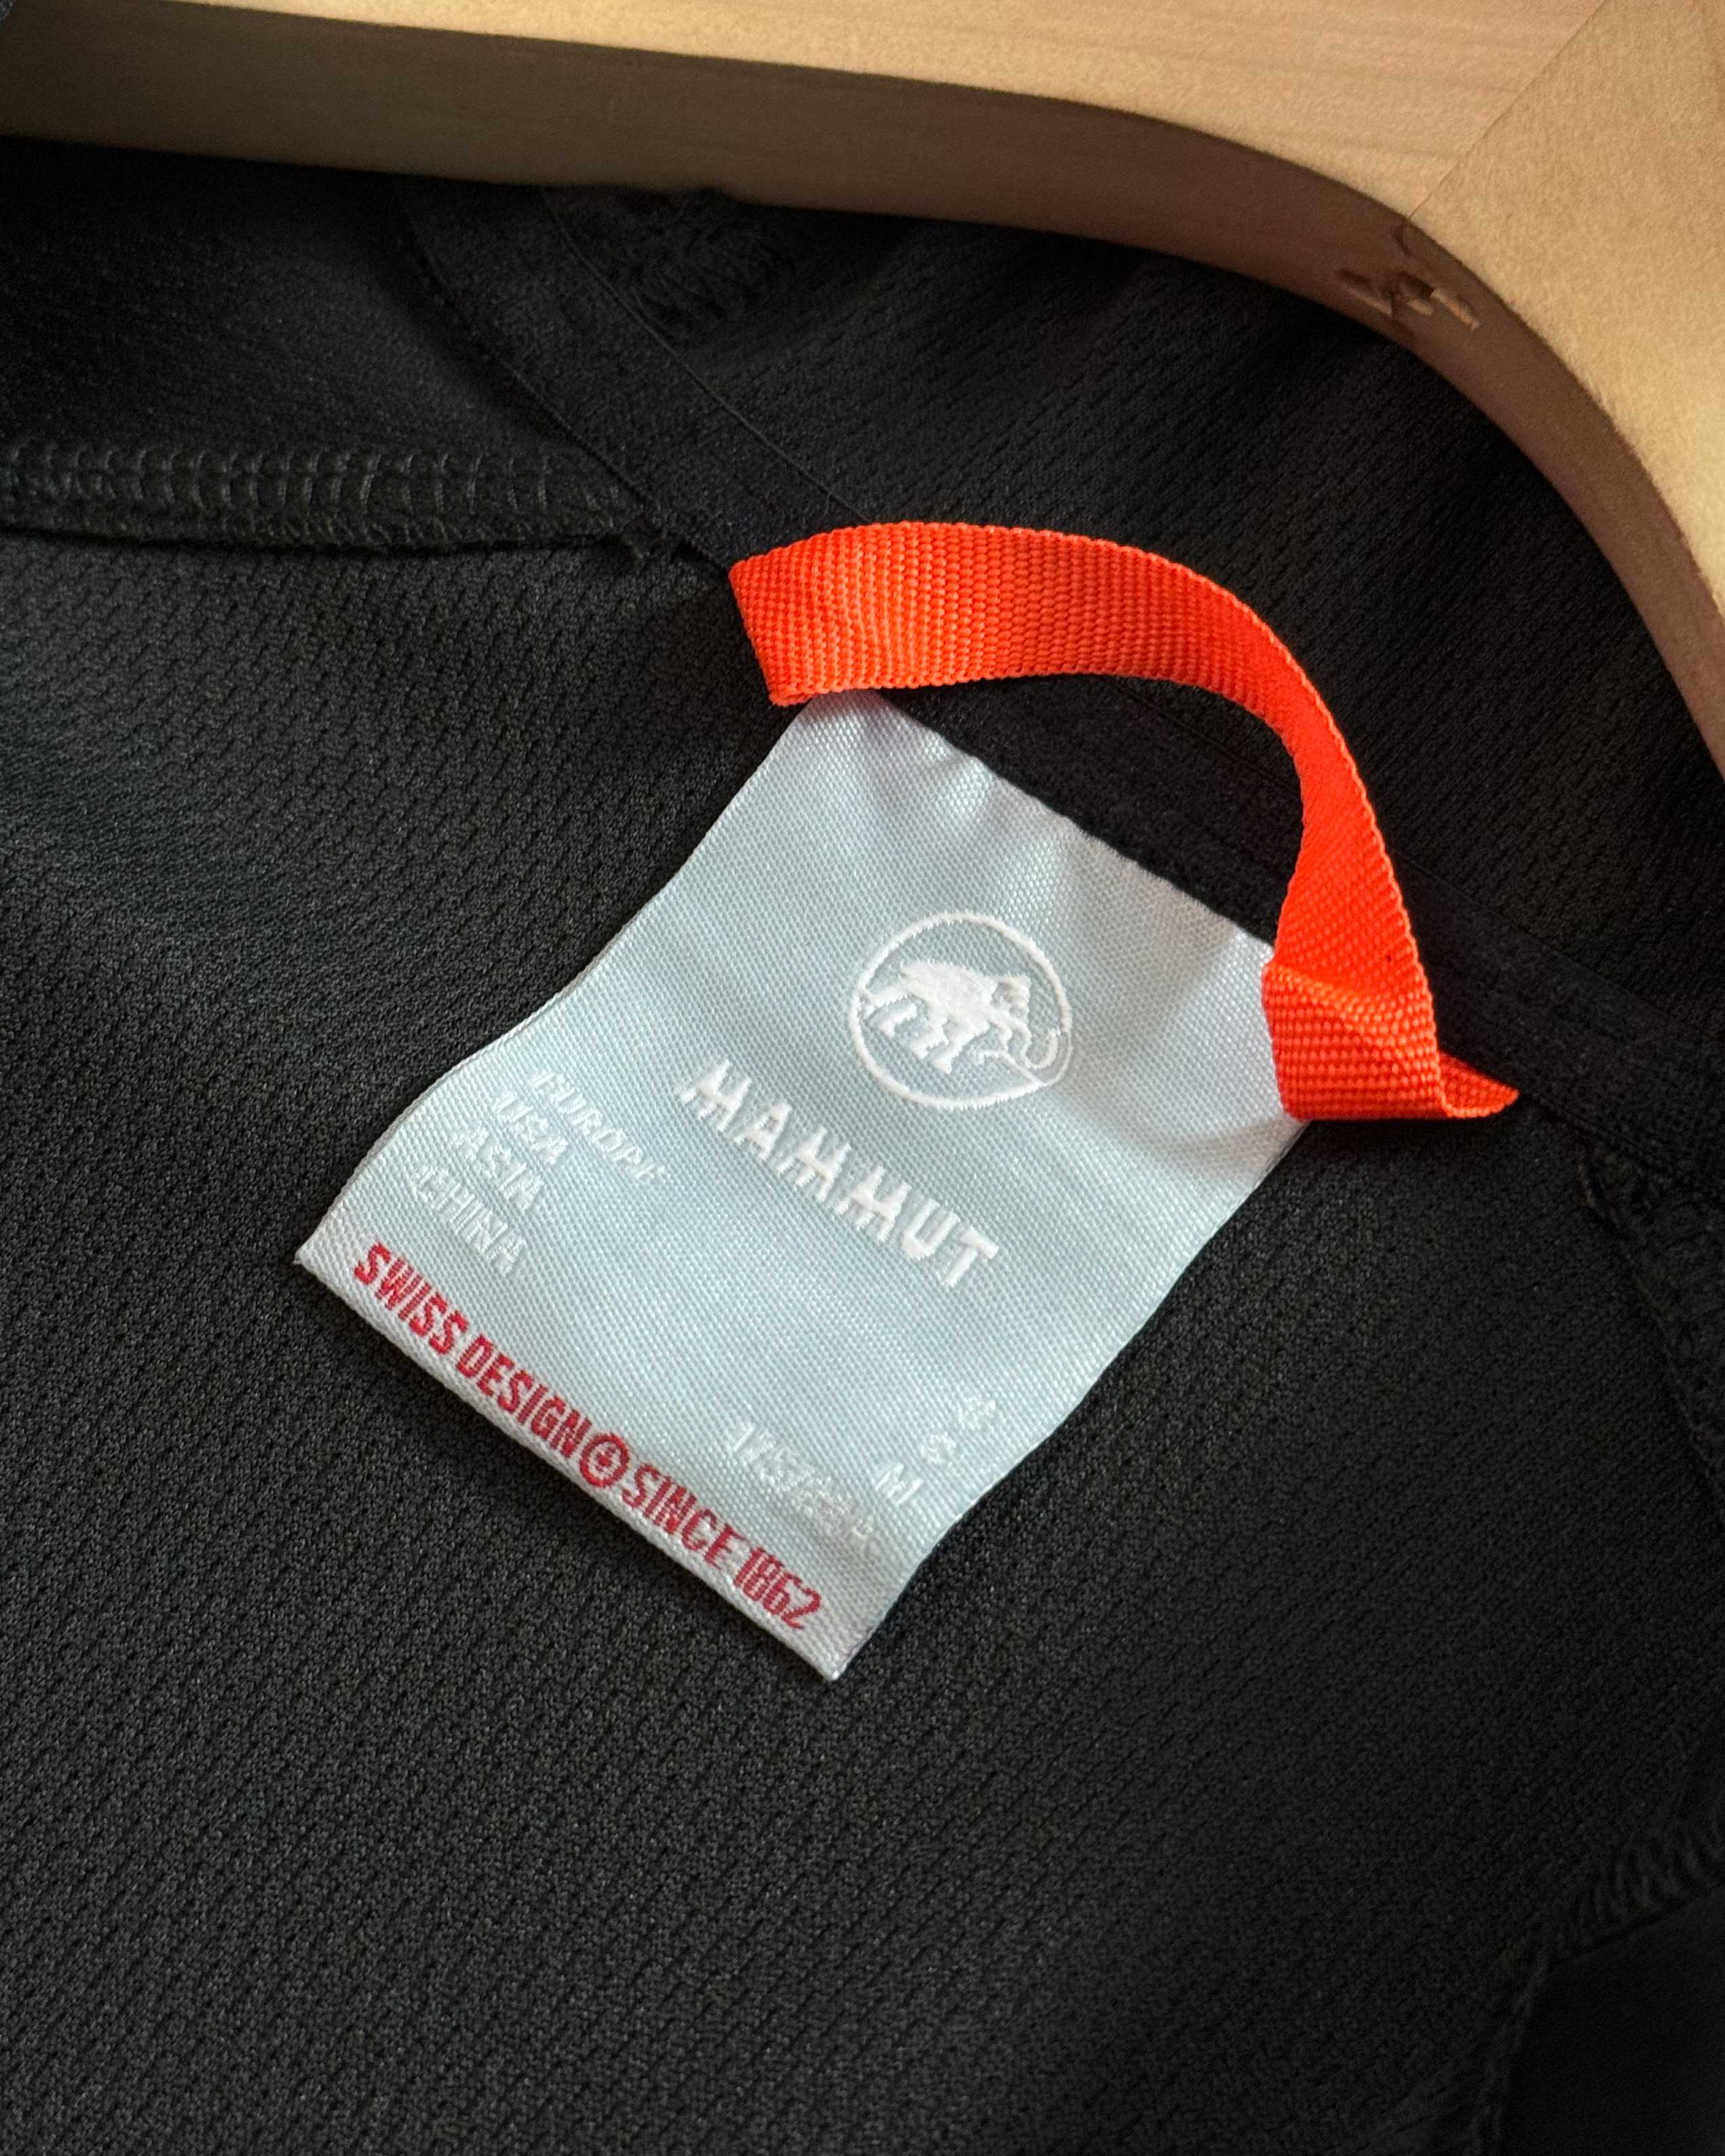 MAMMUT
EUROPE
USA
ASIA
M
CHINA
SWISS DESIGN SINCE 1862